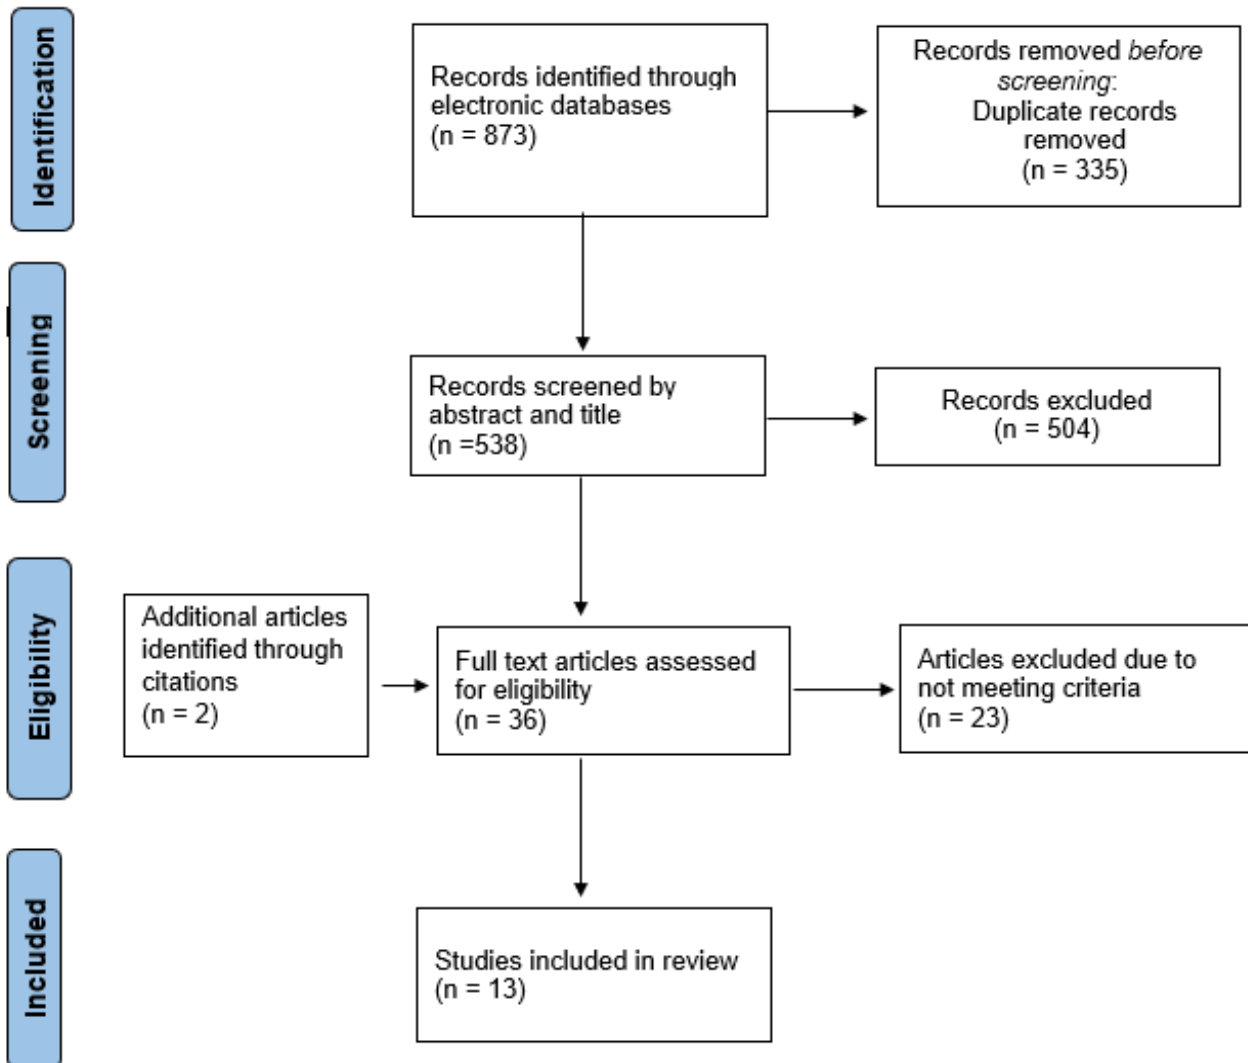 Identification
Records identified through
electronic databases
(n = 873)
Records removed before
screening:
Duplicate records
removed
(n = 335)
Screening
Records screened by
abstract and title
(n =538)
Records excluded
(n = 504)
Eligibility
Additional articles
identified through
citations
(n = 2)
Full text articles assessed
for eligibility
(n = 36)
Articles excluded due to
not meeting criteria
(n = 23)
Included
Studies included in review
(n = 13)